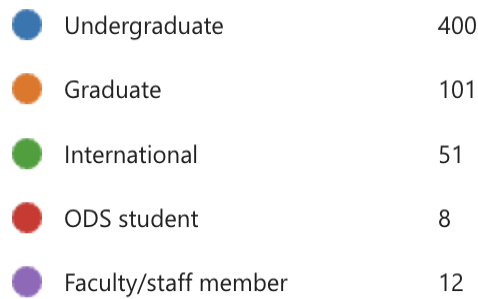 Undergraduate 400
Graduate 101
International 51
ODS student 8
Faculty/staff member 12